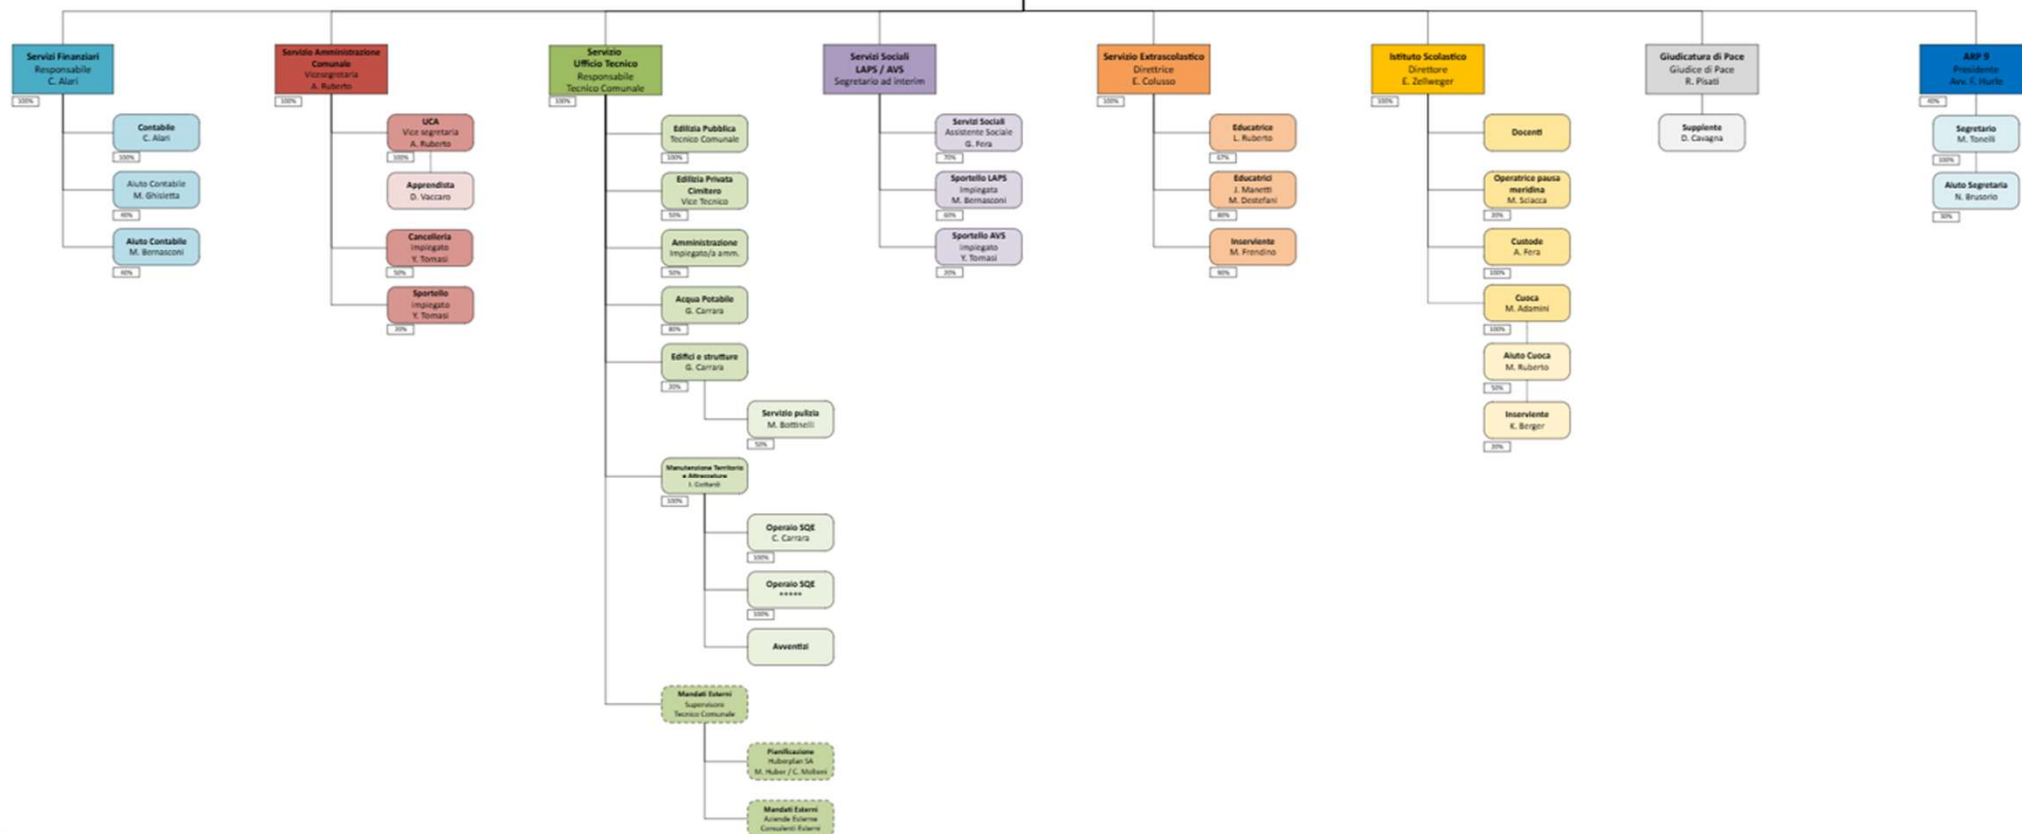 Servizi Finanziari
Responsabile
C. Alari
100%
Contabile
C. Alari
100%
Aiuto Contabile
M. Ghisletta
40%
Aiuto Contabile
M. Bernasconi
40%
Servizio Amministrazione
Comunale
Vicesegretaria
A. Ruberto
100%
UCA
Vice segretaria
A. Ruberto
100%
Apprendista
D. Vaccaro
Cancelleria
Impiegato
Y. Tomasi
50%
Sportello
Impiegato
Y. Tomasi
Servizio
Ufficio Tecnico
Responsabile
Tecnico Comunale
100%
Edilizia Pubblica
Tecnico Comunale
100%
Edilizia Privata
Cimitero
Vice Tecnico
50%
Amministrazione
Impiegato/a amm.
50%
Acqua Potabile
G. Carrara
80%
Edifici e strutture
G. Carrara
20%
Servizio pulizia
M. Bottinelli
50%
Manutenzione Territorio
e Attrezzature
100%
Operaio SQE
C. Carrara
100%
Operaio SQE
*****
100%
Avventizi
Mandati Esterni
Supervisore
Tecnico Comunale
Pianificazione
Huberplan SA
M. Huber / C. Molteni
Mandati Esterni
Aziende Esterne
Consulenti Esterni
Servizi Sociali
LAPS / AVS
Segretario ad interim
Servizi Sociali
Assistente Sociale
G. Fera
70%
Sportello LAPS
Impiegata
M. Bernasconi
60%
Sportello AVS
Impiegato
Y. Tomasi
20%
Servizio Extrascolastico
Direttrice
E. Colusso
100%
Educatrice
L. Ruberto
67%
Educatrici
J. Manetti
M. Destefani
80%
Inserviente
M. Frendino
90%
Istituto Scolastico
Direttore
E. Zellweger
100%
Docenti
Operatrice pausa
meridina
M. Sciacca
20%
Custode
A. Fera
100%
Cuoca
M. Adamini
100%
Aiuto Cuoca
M. Ruberto
50%
Inserviente
K. Berger
20%
Giudicatura di Pace
Giudice di Pace
R. Pisati
Supplente
D. Cavagna
ARP 9
Presidente
Avv. F. Hurle
40%
Segretario
M. Tonelli
100%
Aiuto Segretaria
N. Brusorio
30%